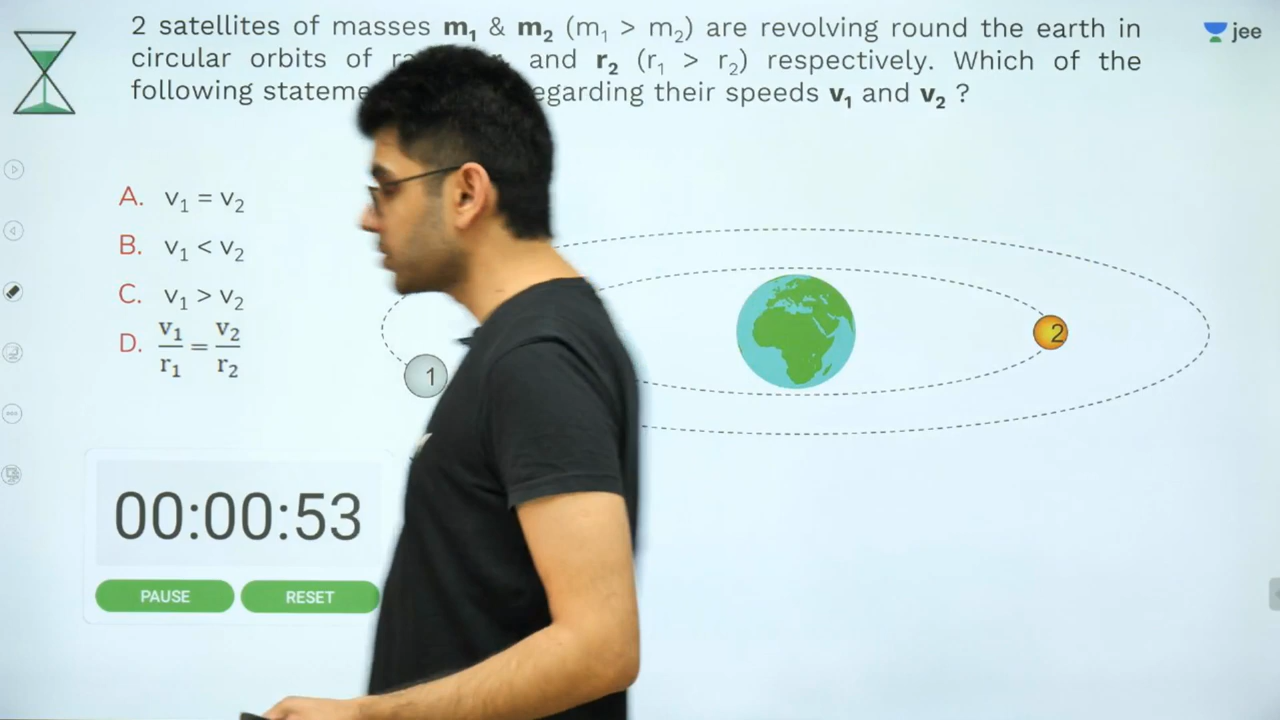 2 satellites of masses m₁ & m₂ (m₁ > m₂) are revolving round the earth in
circular orbits of and r₂ (r₁ > r₂) respectively. Which of the
following their speeds v₁ and v₂ ?
jee
A. v₁ = v₂
B. v₁ < v₂
C. v₁ > v₂
D. v₁/r₁ = v₂/r₂
1
2
00:00:53
PAUSE
RESET